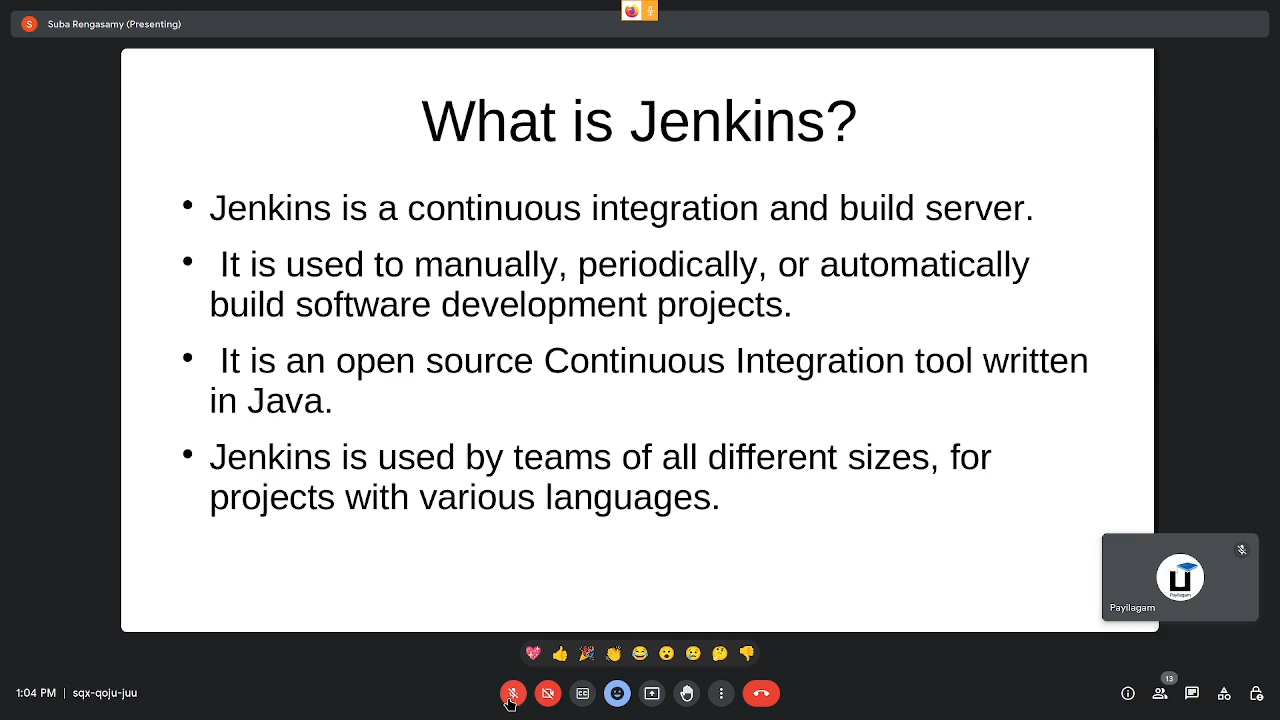 S Suba Rengasamy (Presenting)
What is Jenkins?
• Jenkins is a continuous integration and build server.
• It is used to manually, periodically, or automatically
build software development projects.
• It is an open source Continuous Integration tool written
in Java.
• Jenkins is used by teams of all different sizes, for
projects with various languages.
Payilagam
Payilagam
1:04 PM | sqx-qoju-juu
CC
13